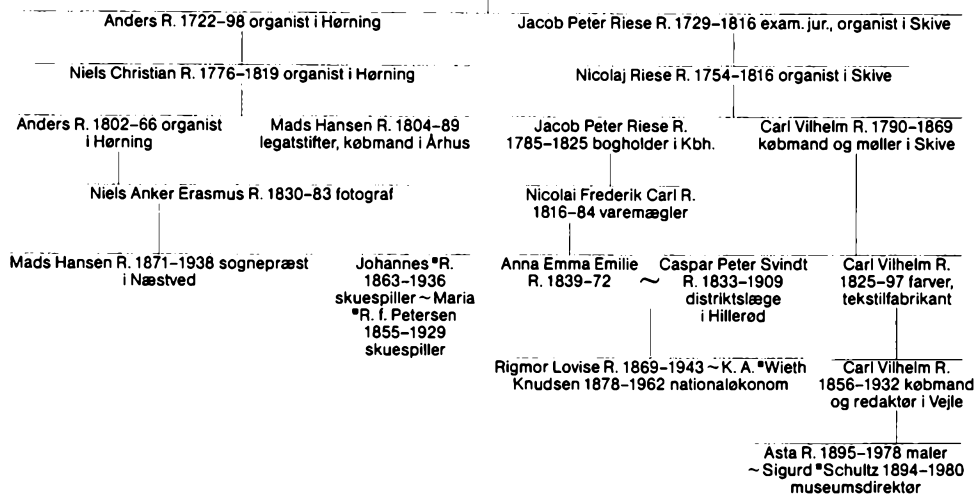 Anders R. 1722–98 organist i Hørning
Jacob Peter Riese R. 1729–1816 exam. jur., organist i Skive
Niels Christian R. 1776–1819 organist i Hørning
Nicolaj Riese R. 1754–1816 organist i Skive
Anders R. 1802–66 organist
i Hørning
Mads Hansen R. 1804–89
legatstifter, købmand i Århus
Jacob Peter Riese R.
1785–1825 bogholder i Kbh.
Carl Vilhelm R. 1790–1869
købmand og møller i Skive
Niels Anker Erasmus R. 1830–83 fotograf
Nicolai Frederik Carl R.
1816–84 varemægler
Mads Hansen R. 1871–1938 sognepræst
i Næstved
Johannes *R.
1863–1936
skuespiller ~ Maria
*R. f. Petersen
1855–1929
skuespiller
Anna Emma Emilie
R. 1839–72
~
Caspar Peter Svindt
R. 1833–1909
distriktslæge
i Hillerød
Carl Vilhelm R.
1825–97 farver,
tekstilfabrikant
Rigmor Lovise R. 1869–1943 ~ K. A. *Wieth
Knudsen 1878–1962 nationaløkonom
Carl Vilhelm R.
1856–1932 købmand
og redaktør i Vejle
Asta R. 1895–1978 maler
~ Sigurd *Schultz 1894–1980
museumsdirektør